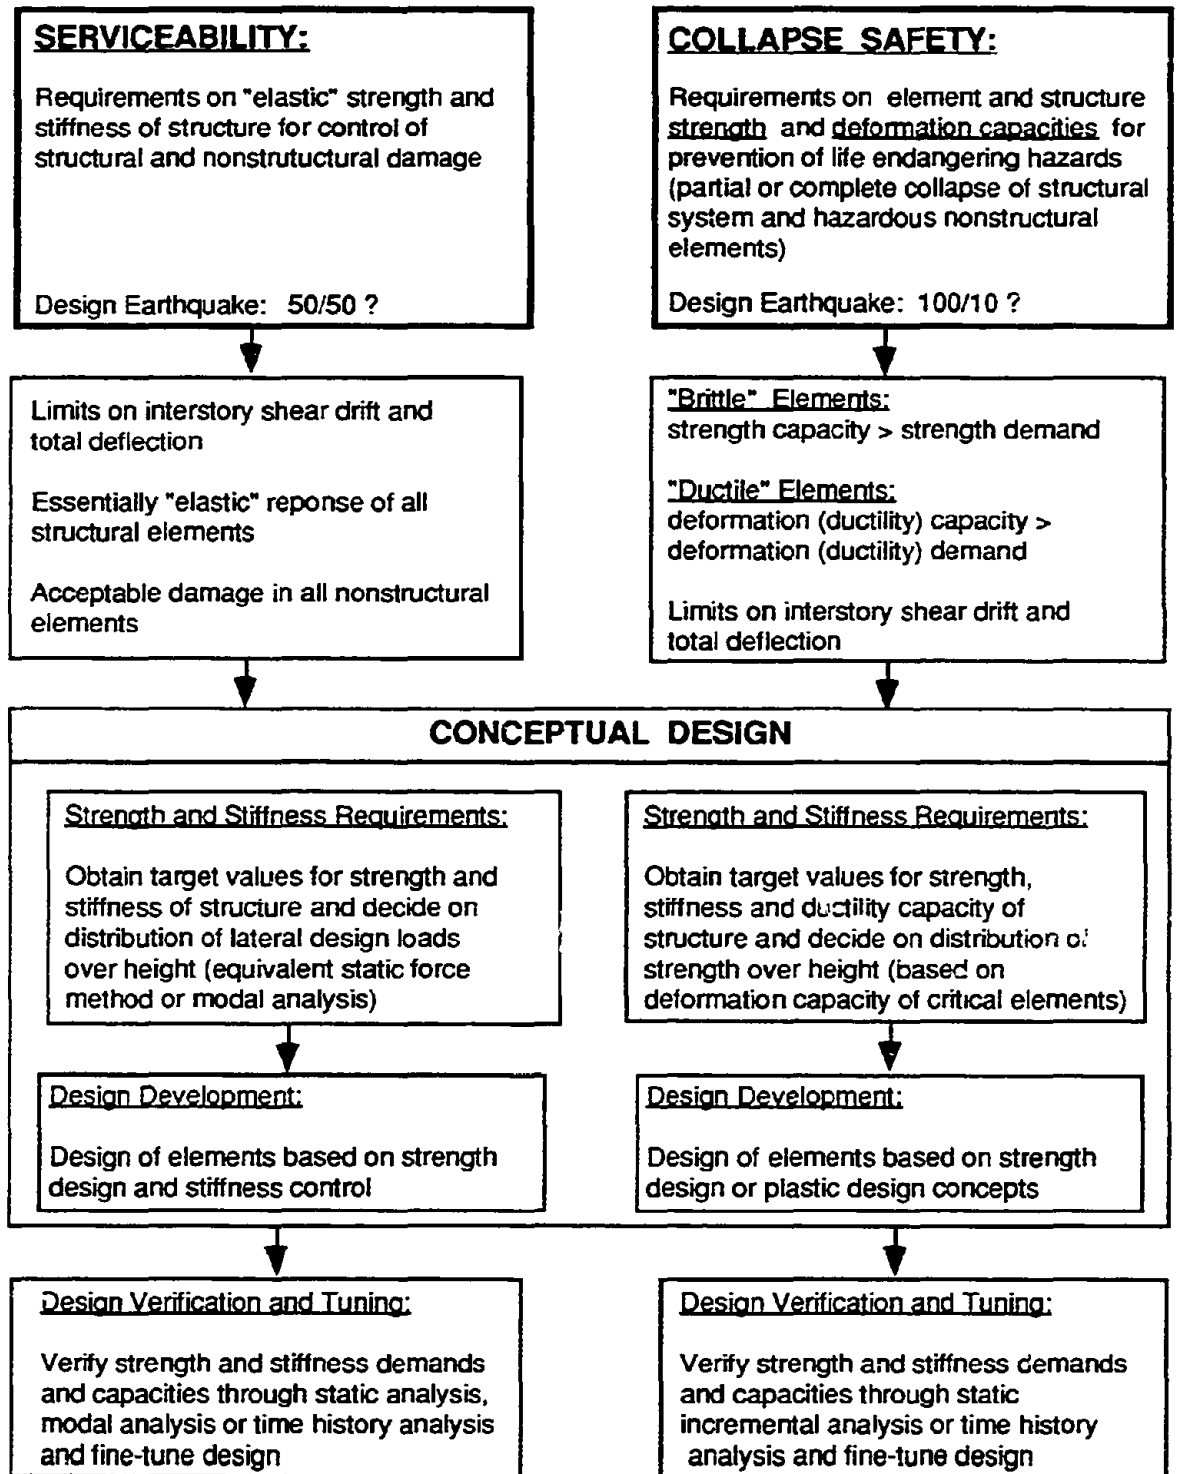 SERVICEABILITY:
Requirements on "elastic" strength and
stiffness of structure for control of
structural and nonstrutuctural damage
Design Earthquake: 50/50 ?
COLLAPSE SAFETY:
Requirements on element and structure
strength and deformation capacities for
prevention of life endangering hazards
(partial or complete collapse of structural
system and hazardous nonstructural
elements)
Design Earthquake: 100/10 ?
Limits on interstory shear drift and
total deflection
Essentially "elastic" reponse of all
structural elements
Acceptable damage in all nonstructural
elements
"Brittle" Elements:
strength capacity > strength demand
"Ductile" Elements:
deformation (ductility) capacity >
deformation (ductility) demand
Limits on interstory shear drift and
total deflection
CONCEPTUAL DESIGN
Strength and Stiffness Requirements:
Obtain target values for strength and
stiffness of structure and decide on
distribution of lateral design loads
over height (equivalent static force
method or modal analysis)
Strength and Stiffness Requirements:
Obtain target values for strength,
stiffness and ductility capacity of
structure and decide on distribution of
strength over height (based on
deformation capacity of critical elements)
Design Development:
Design of elements based on strength
design and stiffness control
Design Development:
Design of elements based on strength
design or plastic design concepts
Design Verification and Tuning:
Verify strength and stiffness demands
and capacities through static analysis,
modal analysis or time history analysis
and fine-tune design
Design Verification and Tuning:
Verify strength and stiffness demands
and capacities through static
incremental analysis or time history
analysis and fine-tune design